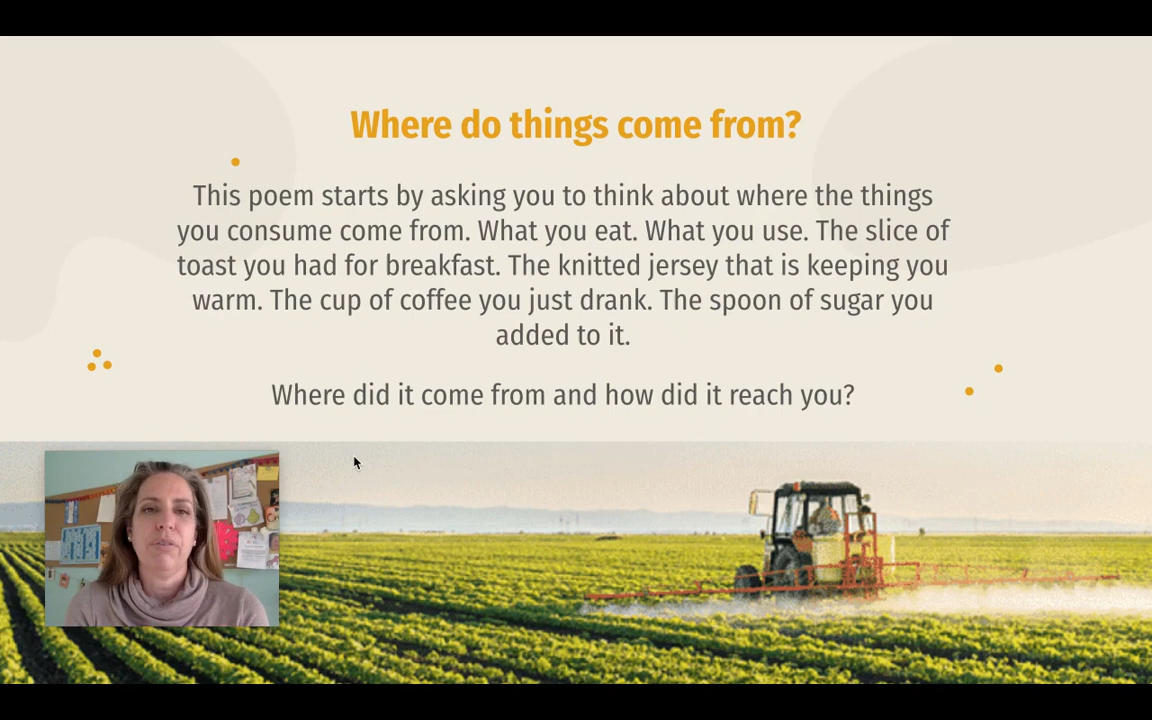 Where do things come from?
This poem starts by asking you to think about where the things
you consume come from. What you eat. What you use. The slice of
toast you had for breakfast. The knitted jersey that is keeping you
warm. The cup of coffee you just drank. The spoon of sugar you
added to it.
Where did it come from and how did it reach you?